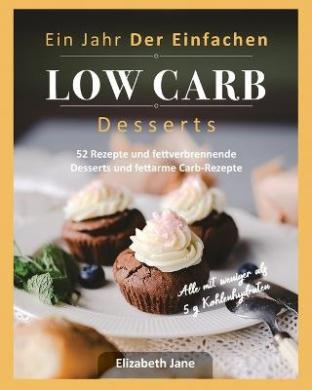 Ein Jahr Der Einfachen
LOW CARB
Desserts
52 Rezepte und fettverbrennende
Desserts und fettarme Carb-Rezepte
Alle mit weniger als
5 g Kohlenhydraten
Elizabeth Jane